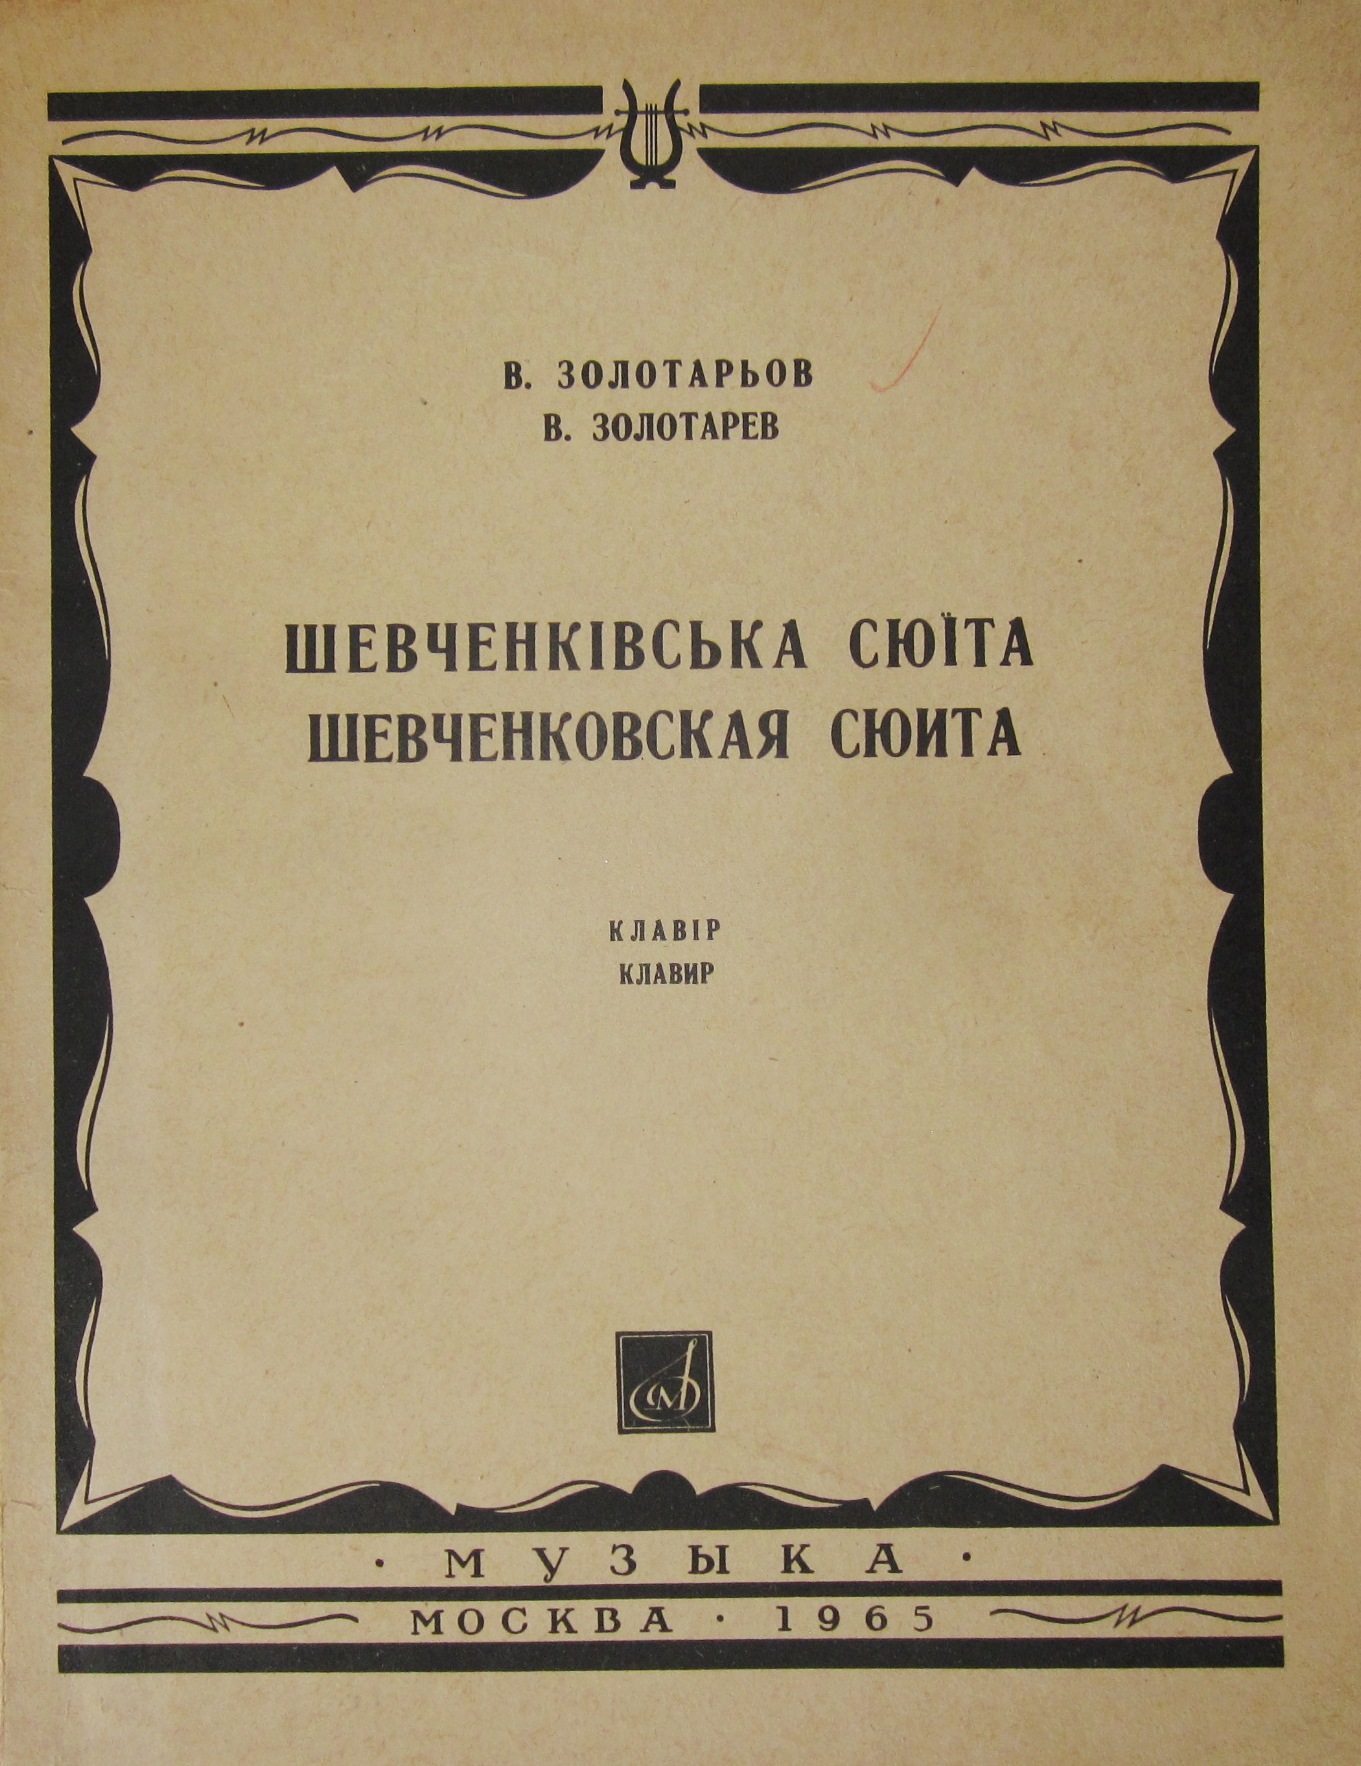 В. ЗОЛОТАРЬОВ
В. ЗОЛОТАРЕВ
ШЕВЧЕНКІВСЬКА СЮЇТА
ШЕВЧЕНКОВСКАЯ СЮИТА
КЛАВІР
КЛАВИР
М
· МУЗЫКА ·
МОСКВА · 1965